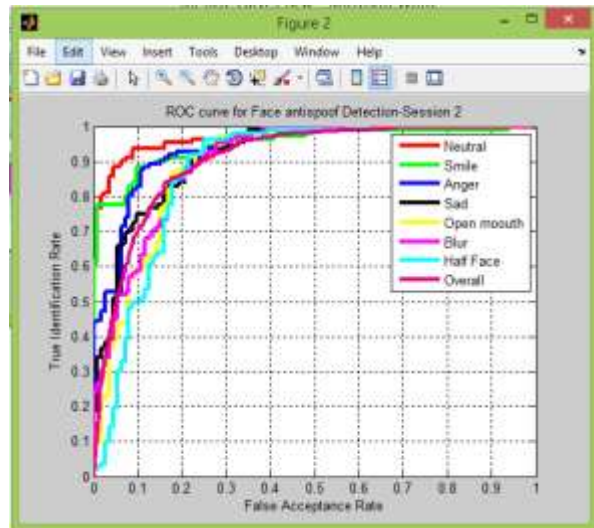 Figure 2
File Edit View Insert Tools Desktop Window Help
ROC curve for Face antispoof Detection-Session 2
True Identification Rate
1
0.9
0.8
0.7
0.6
0.5
0.4
0.3
0.2
0.1
0
Neutral
Smile
Anger
Sad
Open moouth
Blur
Half Face
Overall
0 0.1 0.2 0.3 0.4 0.5 0.6 0.7 0.8 0.9 1
False Acceptance Rate